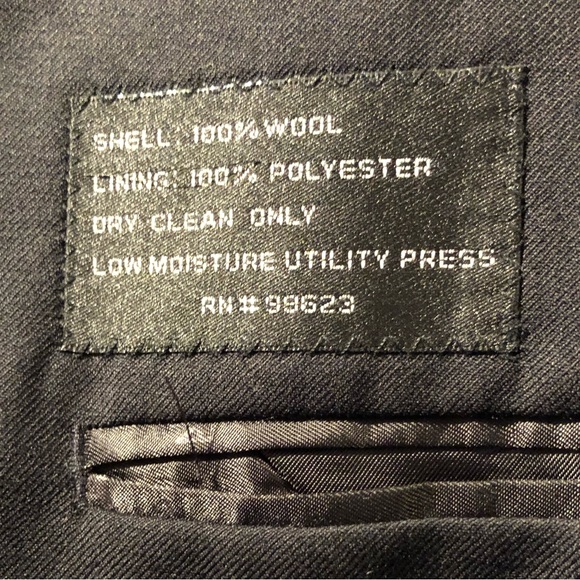 SHELL: 100% WOOL
LINING: 100% POLYESTER
DRY CLEAN ONLY
LOW MOISTURE UTILITY PRESS
RN# 99623